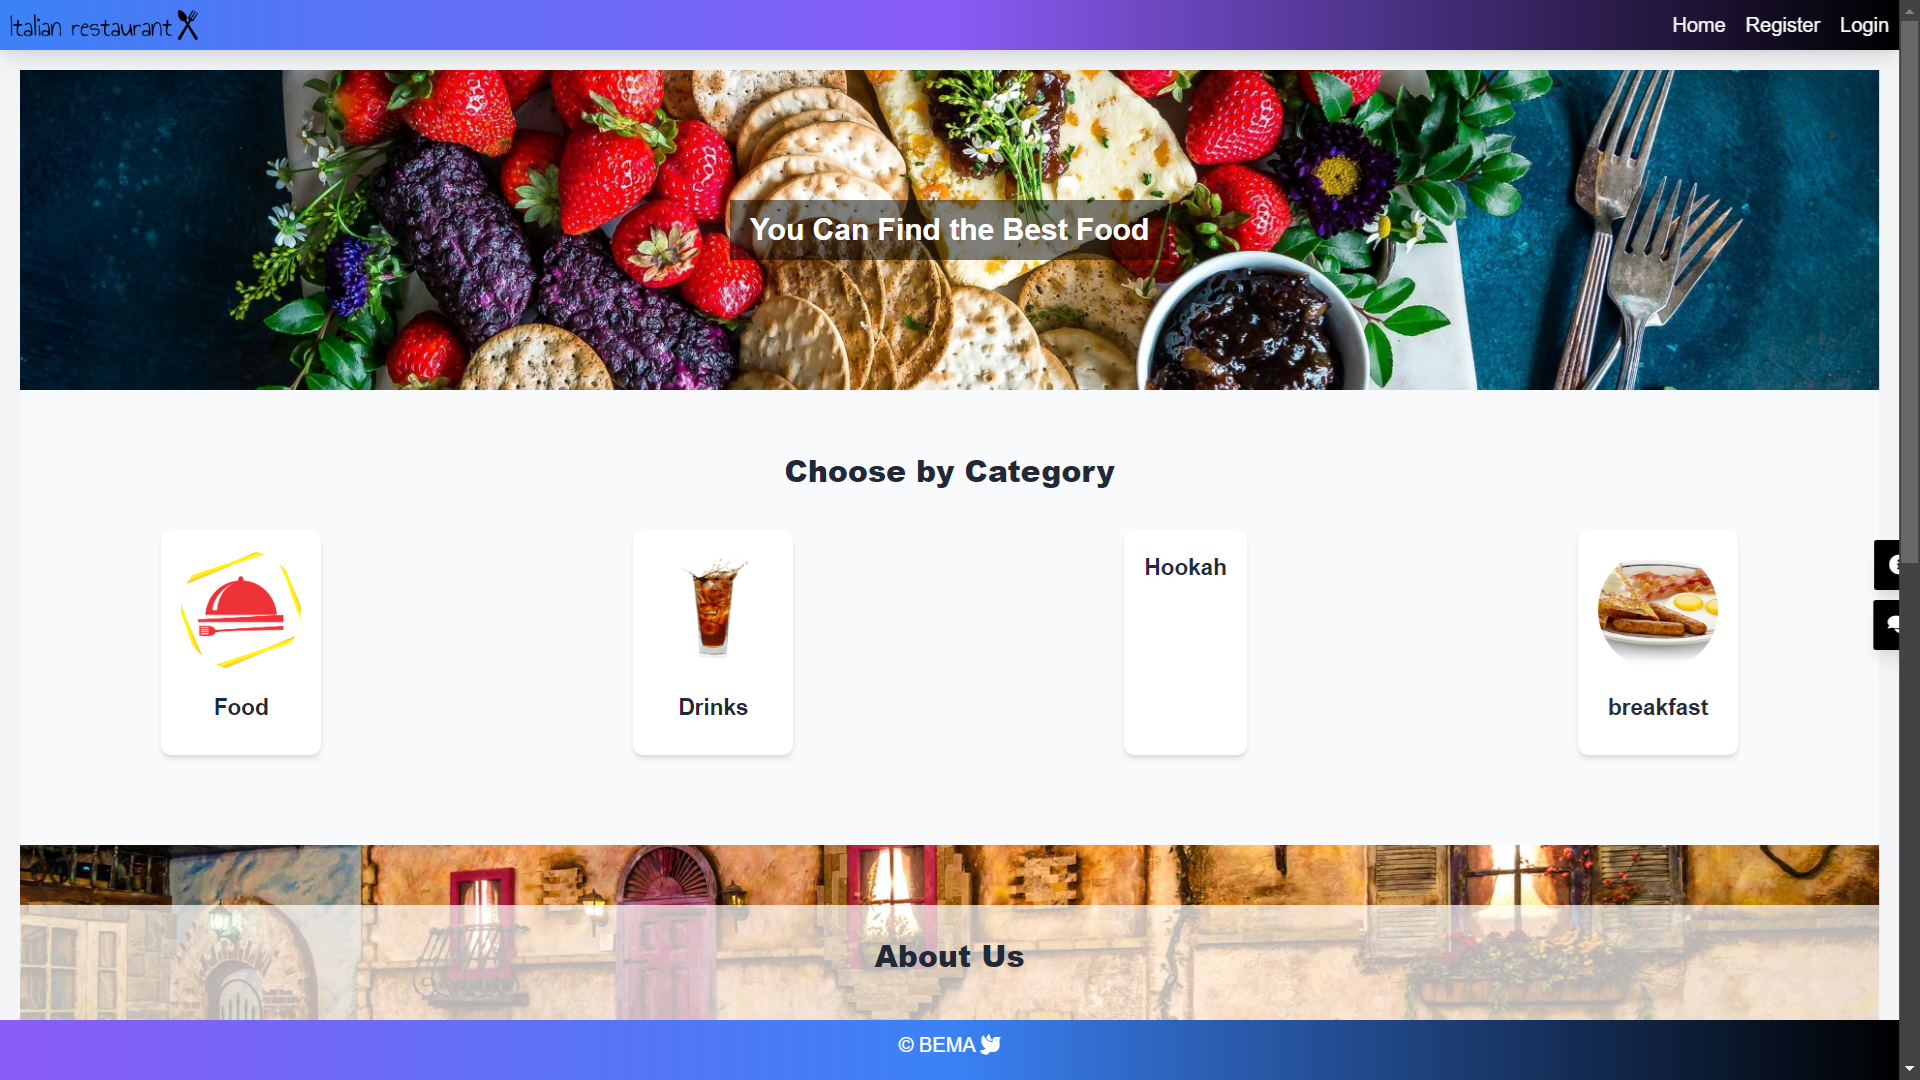 Italian restaurant
Home Register Login
You Can Find the Best Food
Choose by Category
Food
Drinks
Hookah
breakfast
About Us
© BEMA